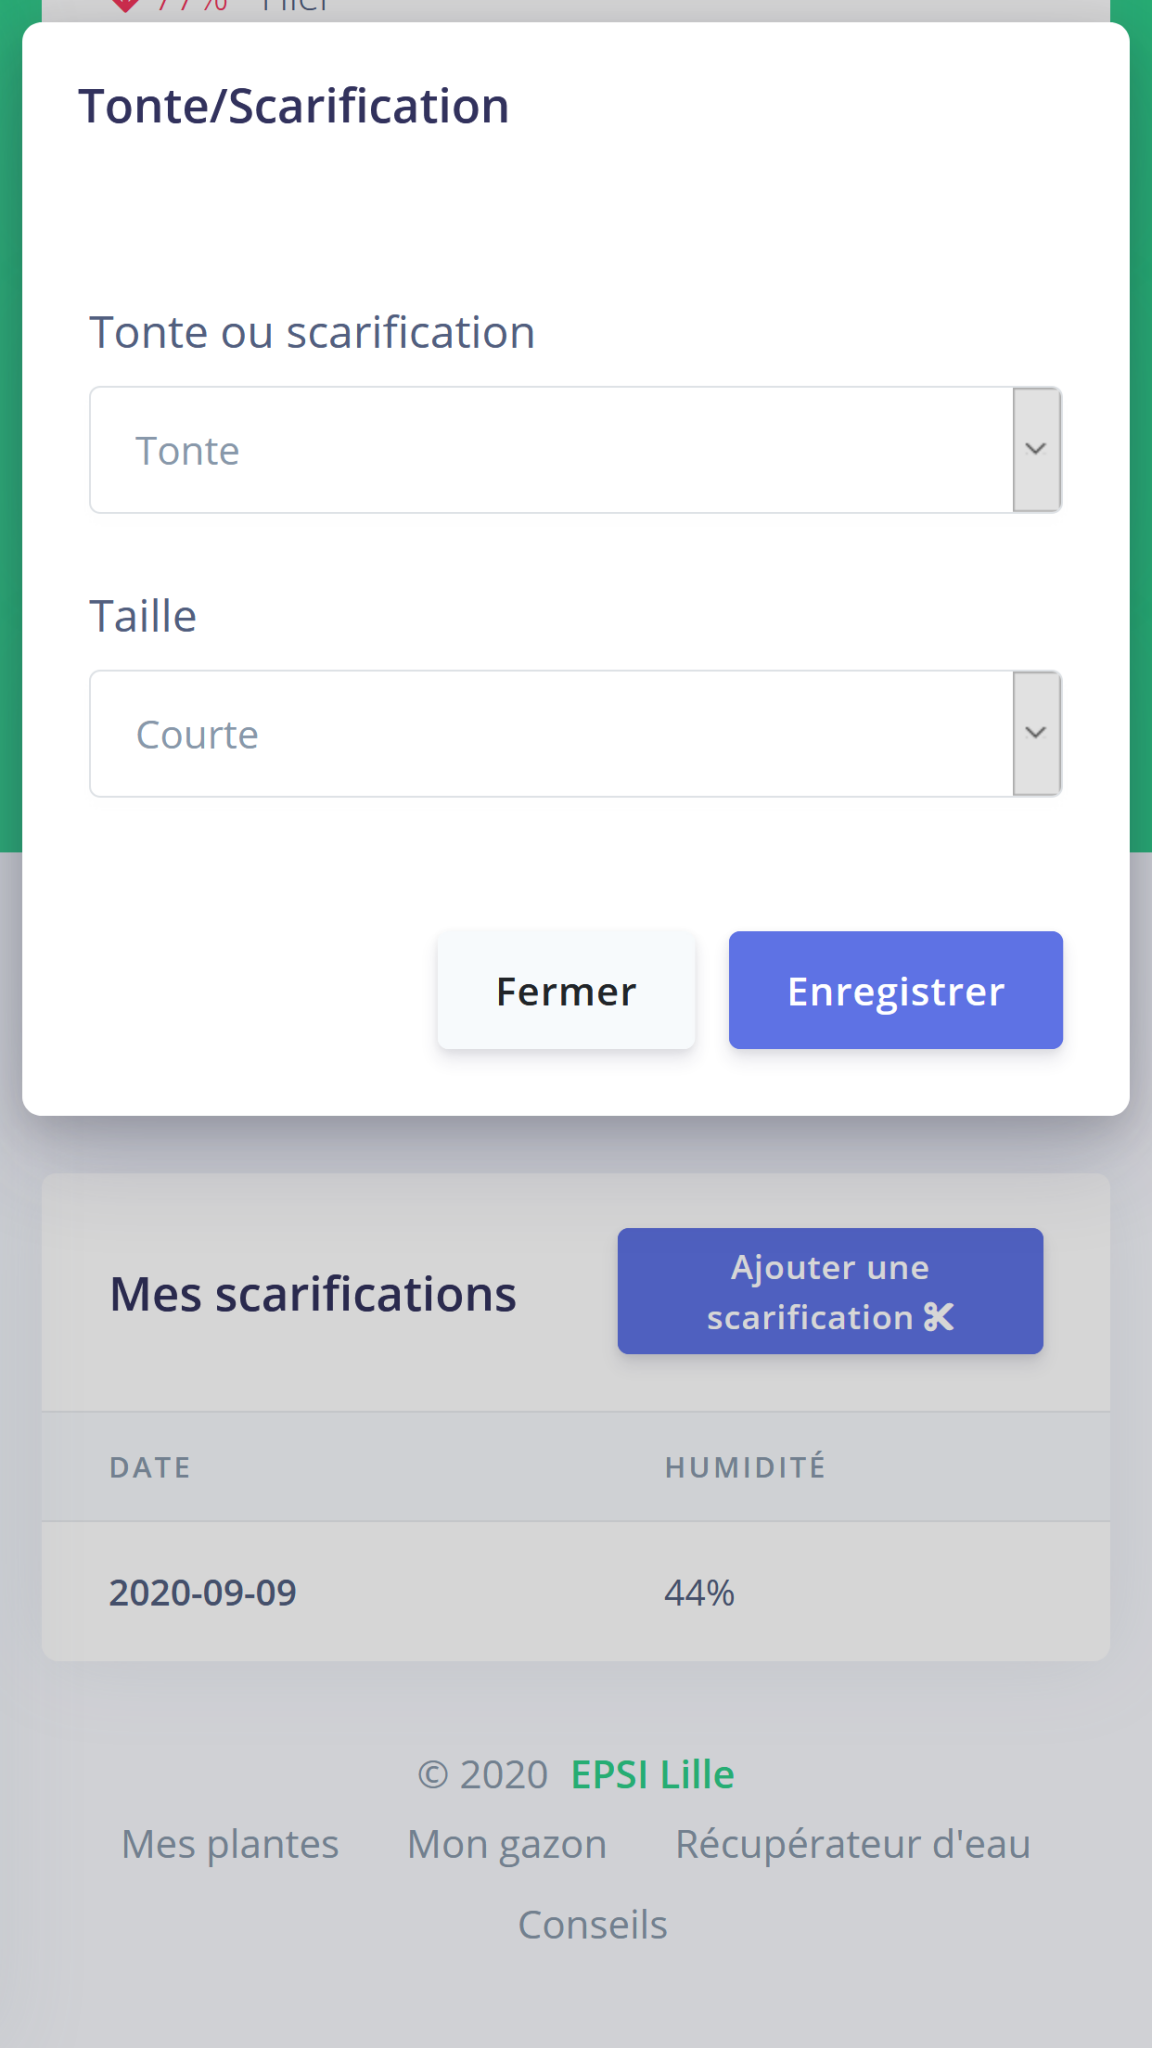 Tonte/Scarification
Tonte ou scarification
Tonte
Taille
Courte
Fermer Enregistrer
Mes scarifications
Ajouter une
scarification
DATE HUMIDITÉ
2020-09-09 44%
© 2020 EPSI Lille
Mes plantes Mon gazon Récupérateur d'eau
Conseils